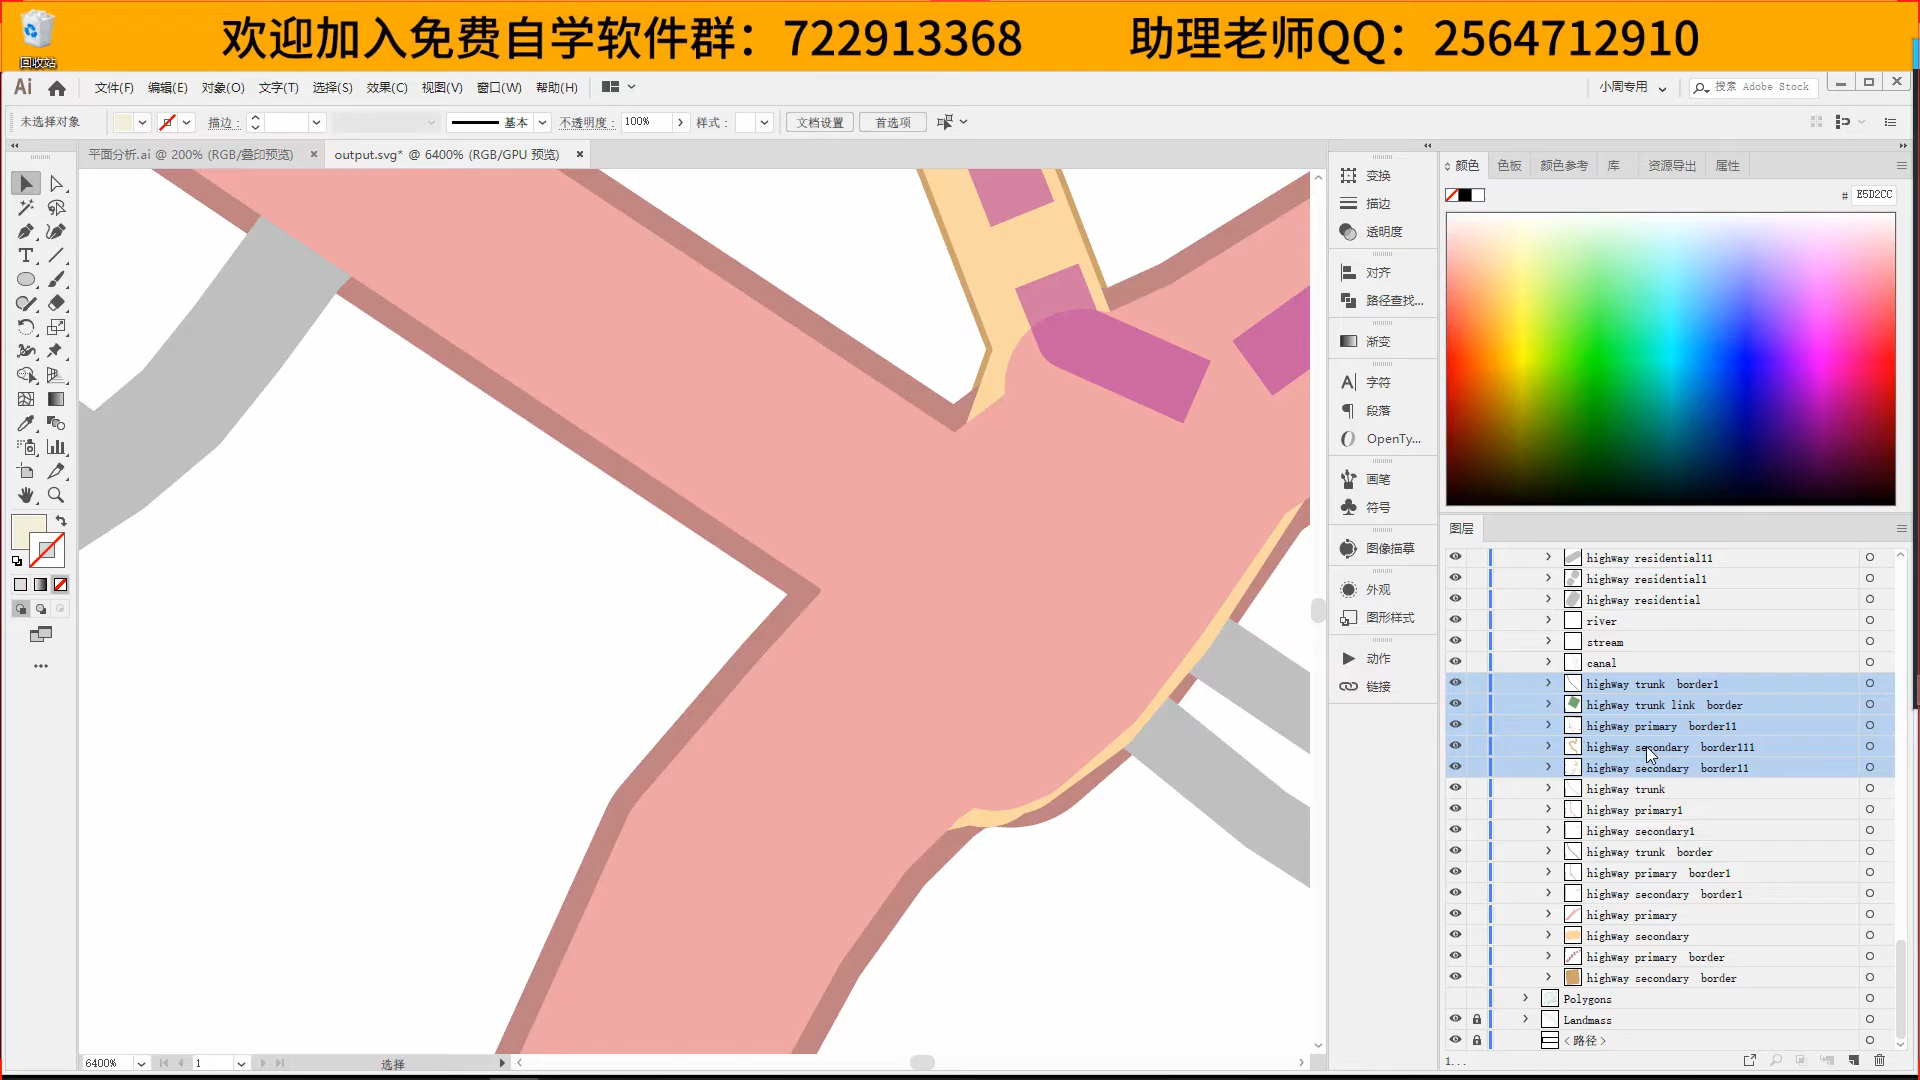 欢迎加入免费自学软件群：722913368 助理老师QQ：2564712910
回收站
Ai 文件(F) 编辑(E) 对象(O) 文字(T) 选择(S) 效果(C) 视图(V) 窗口(W) 帮助(H) 小周专用 搜索 Adobe Stock
未选择对象 描边: 基本 不透明度: 100% 样式: 文档设置 首选项
平面分析.ai @ 200% (RGB/叠印预览) × output.svg* @ 6400% (RGB/GPU 预览) ×
变换
描边
透明度
对齐
路径查找...
渐变
字符
段落
OpenTy...
画笔
符号
图像描摹
外观
图形样式
动作
链接
颜色 色板 颜色参考 库 资源导出 属性
# E5D2CC
图层
highway residential11
highway residential1
highway residential
river
stream
canal
highway trunk border1
highway trunk link border
highway primary border11
highway secondary border111
highway secondary border11
highway trunk
highway primary1
highway secondary1
highway trunk border
highway primary border1
highway secondary border1
highway primary
highway secondary
highway primary border
highway secondary border
Polygons
Landmass
<路径>
1...
6400% 1 选择